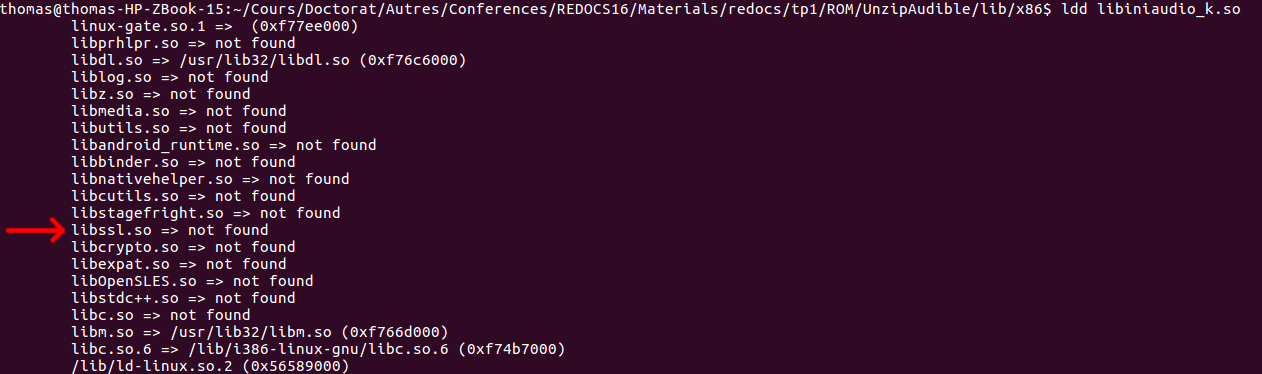 thomas@thomas-HP-ZBook-15:~/Cours/Doctorat/Autres/Conferences/REDOCS16/Materials/redocs/tp1/ROM/UnzipAudible/lib/x86$ ldd libiniaudio_k.so
linux-gate.so.1 =>  (0xf77ee000)
libprhlpr.so => not found
libdl.so => /usr/lib32/libdl.so (0xf76c6000)
liblog.so => not found
libz.so => not found
libmedia.so => not found
libutils.so => not found
libandroid_runtime.so => not found
libbinder.so => not found
libnativehelper.so => not found
libcutils.so => not found
libstagefright.so => not found
libssl.so => not found
libcrypto.so => not found
libexpat.so => not found
libOpenSLES.so => not found
libstdc++.so => not found
libc.so => not found
libm.so => /usr/lib32/libm.so (0xf766d000)
libc.so.6 => /lib/i386-linux-gnu/libc.so.6 (0xf74b7000)
/lib/ld-linux.so.2 (0x56589000)